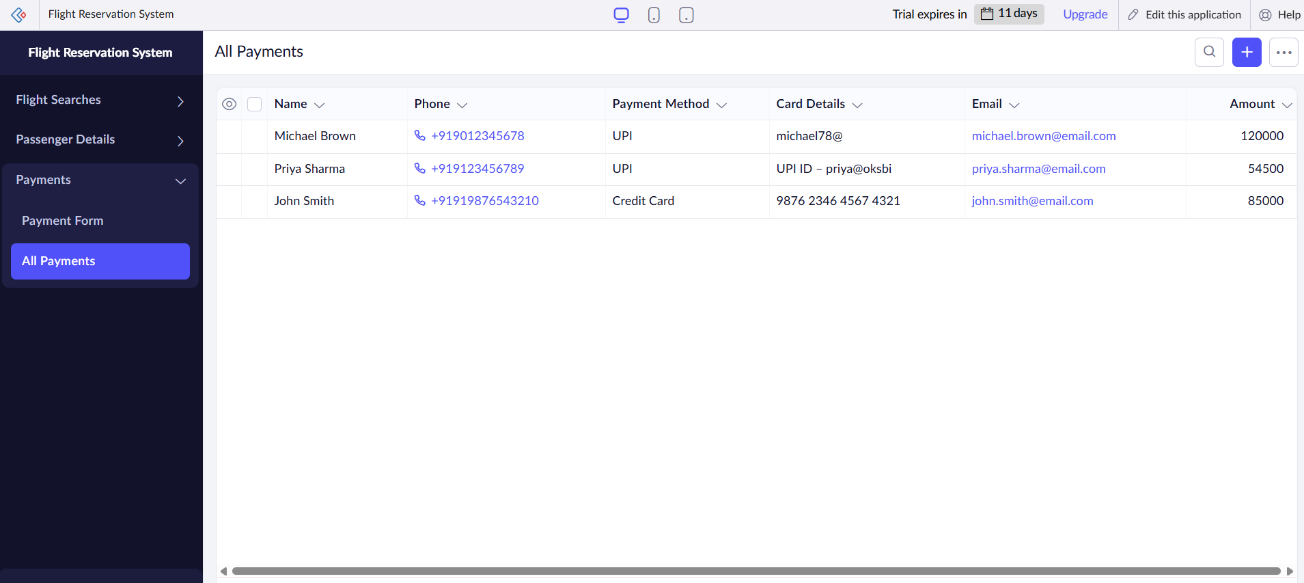 Flight Reservation System
Trial expires in 11 days Upgrade Edit this application Help
Flight Reservation System
All Payments
Flight Searches
Passenger Details
Payments
Payment Form
All Payments
Name Phone Payment Method Card Details Email Amount
Michael Brown +919012345678 UPI michael78@ michael.brown@email.com 120000
Priya Sharma +919123456789 UPI UPI ID – priya@oksbi priya.sharma@email.com 54500
John Smith +91919876543210 Credit Card 9876 2346 4567 4321 john.smith@email.com 85000